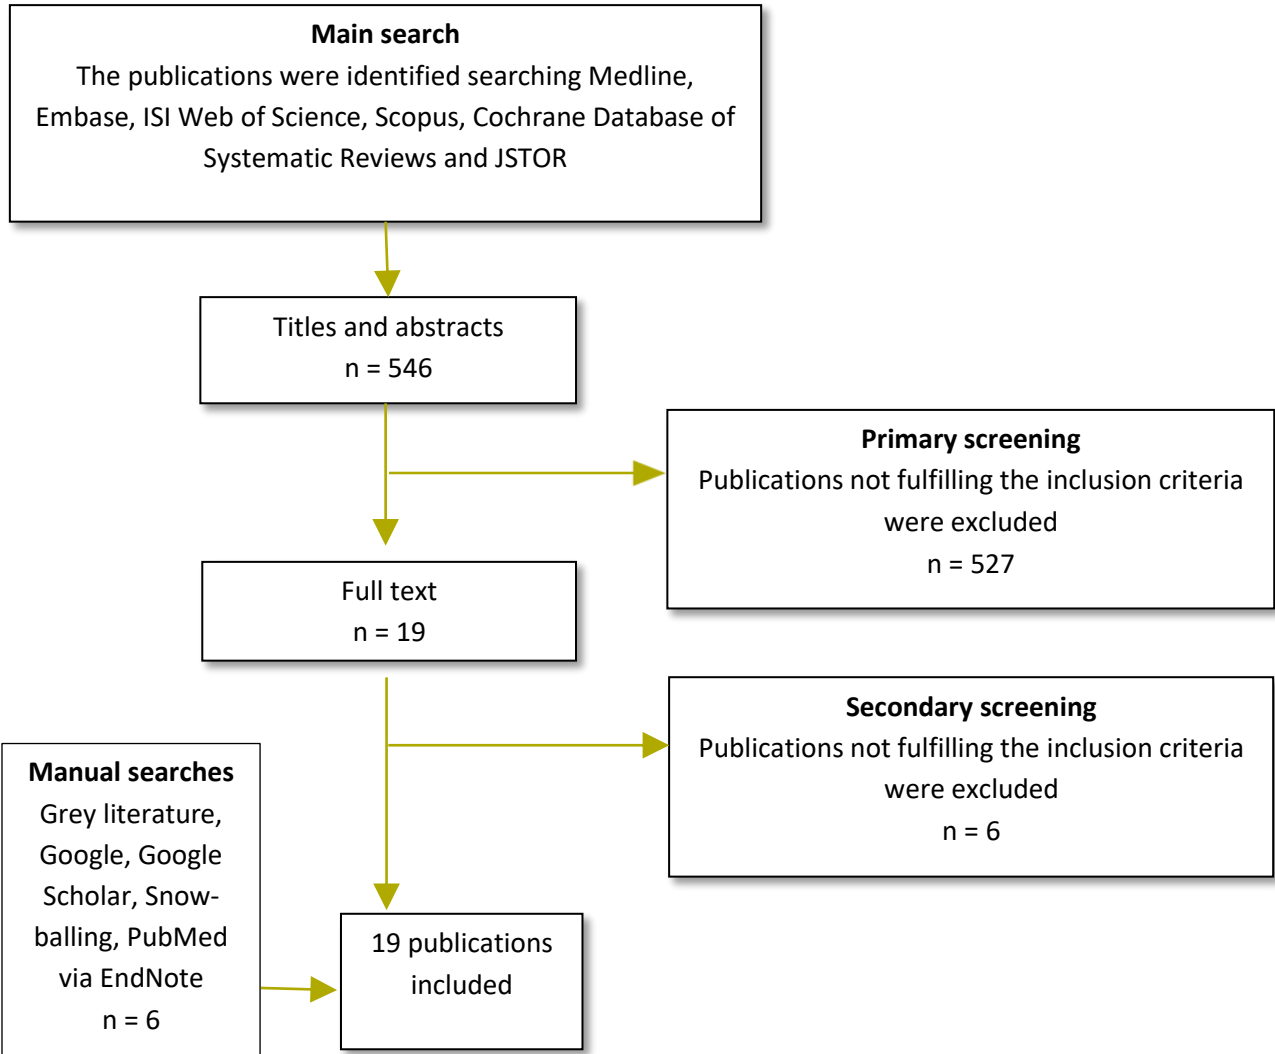 Main search
The publications were identified searching Medline,
Embase, ISI Web of Science, Scopus, Cochrane Database of
Systematic Reviews and JSTOR
Titles and abstracts
n = 546
Primary screening
Publications not fulfilling the inclusion criteria
were excluded
n = 527
Full text
n = 19
Secondary screening
Publications not fulfilling the inclusion criteria
were excluded
n = 6
Manual searches
Grey literature,
Google, Google
Scholar, Snow-
balling, PubMed
via EndNote
n = 6
19 publications
included